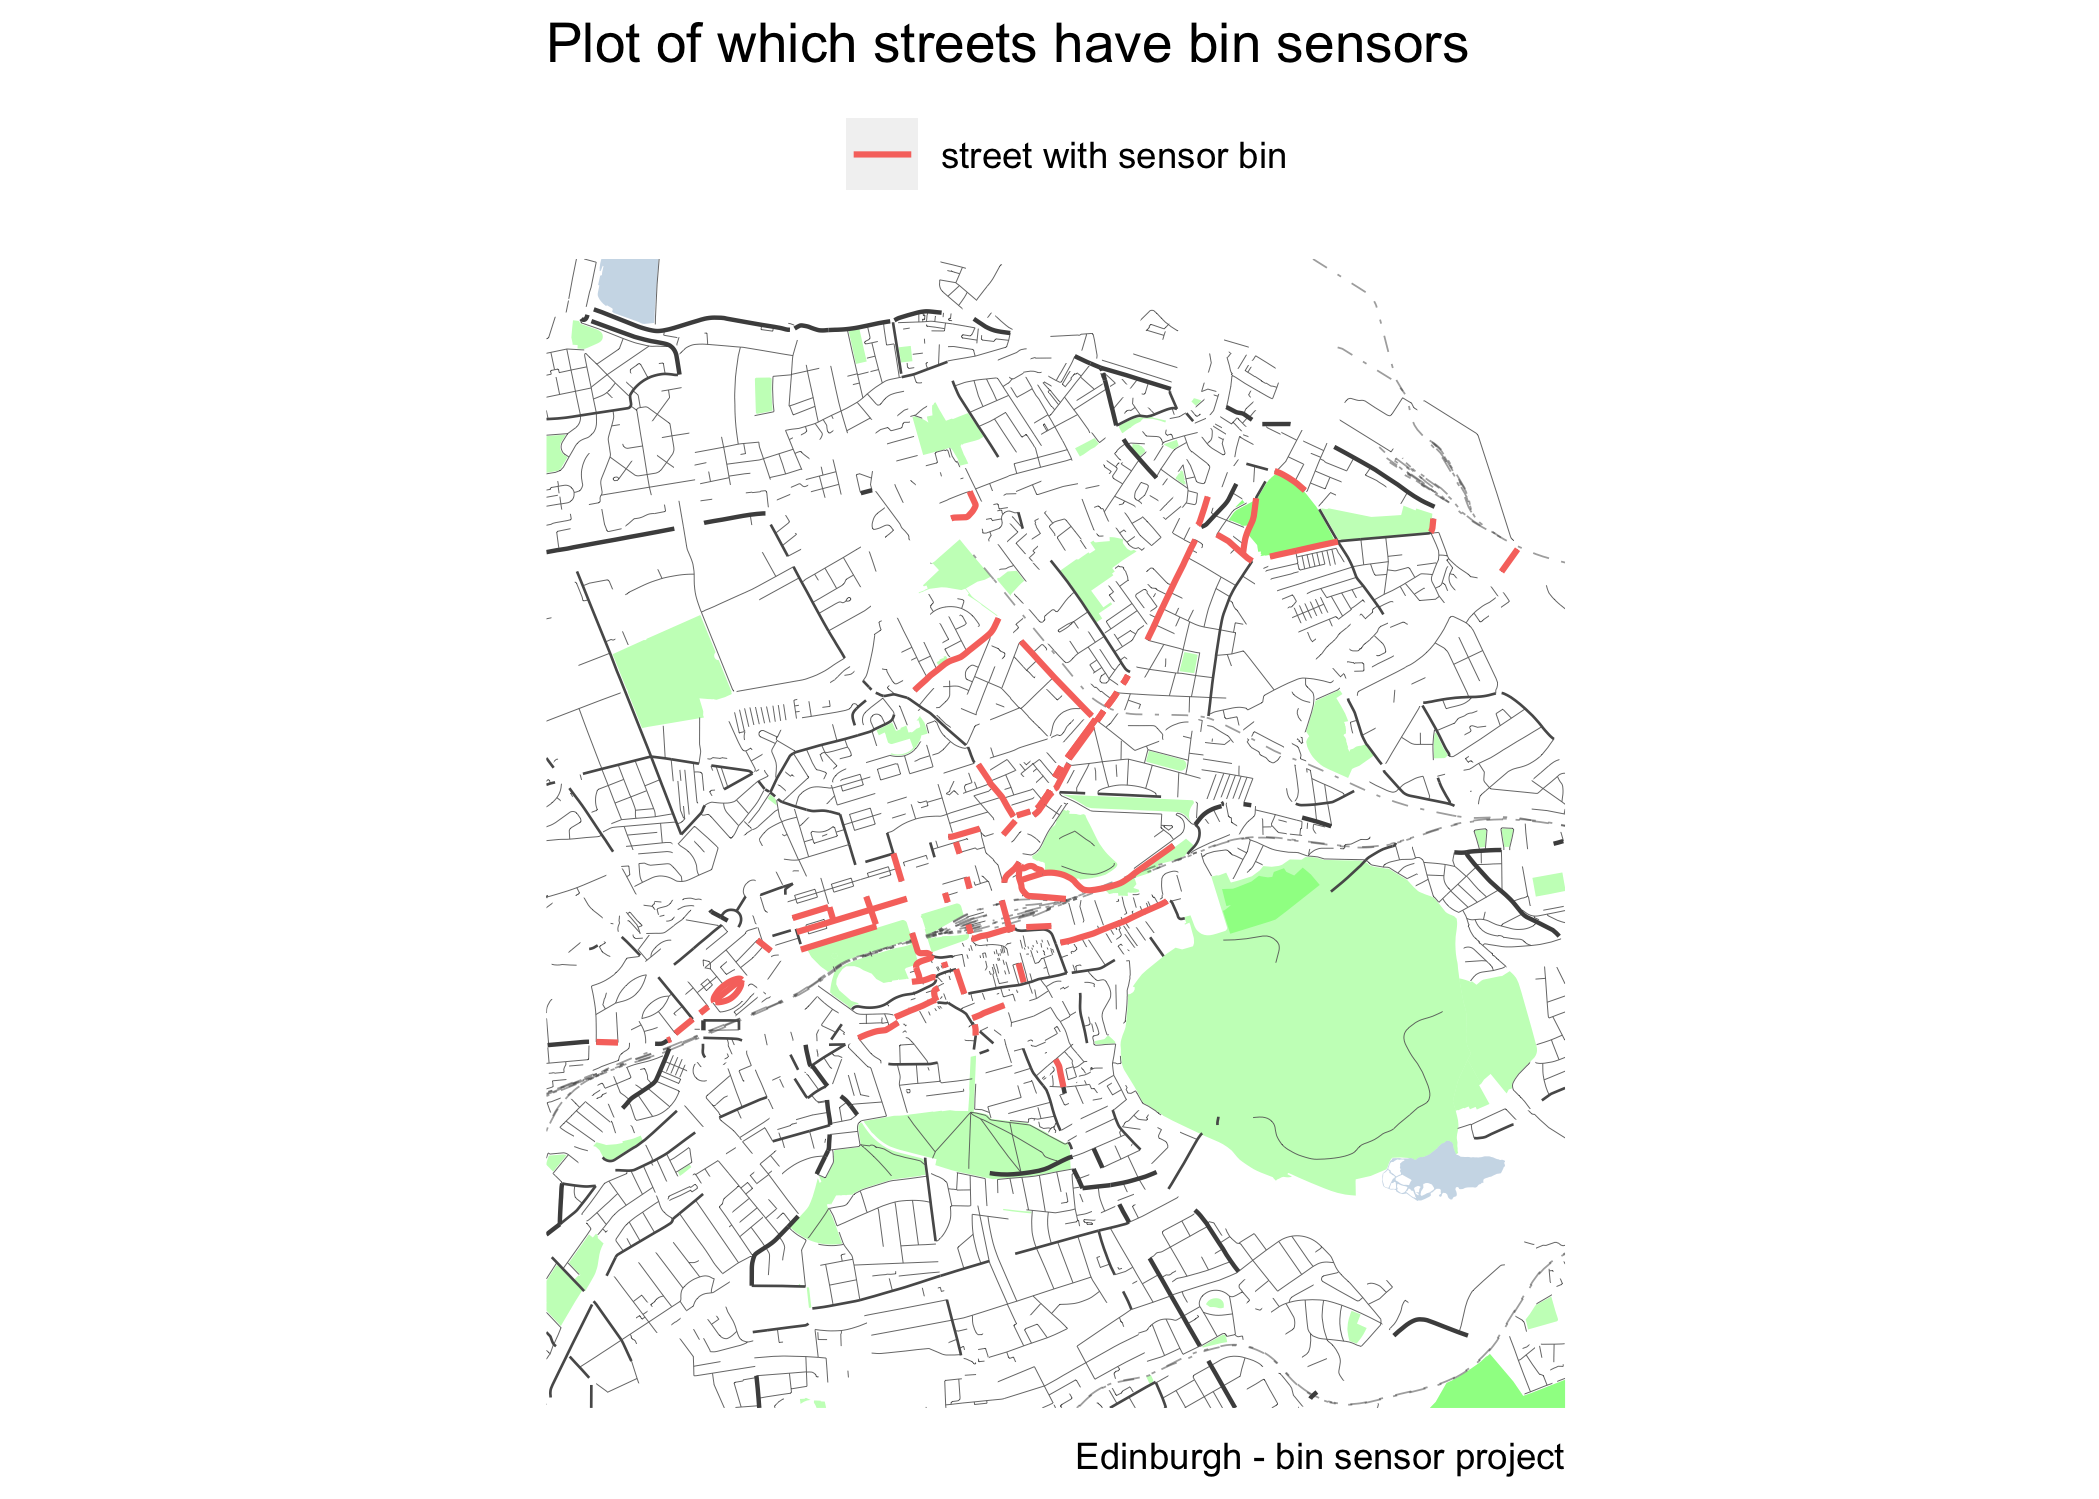 Plot of which streets have bin sensors
street with sensor bin
Edinburgh - bin sensor project